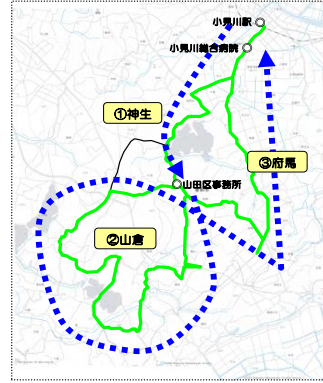 小見川駅
小見川総合病院
①神生
③府馬
山田区事務所
②山倉